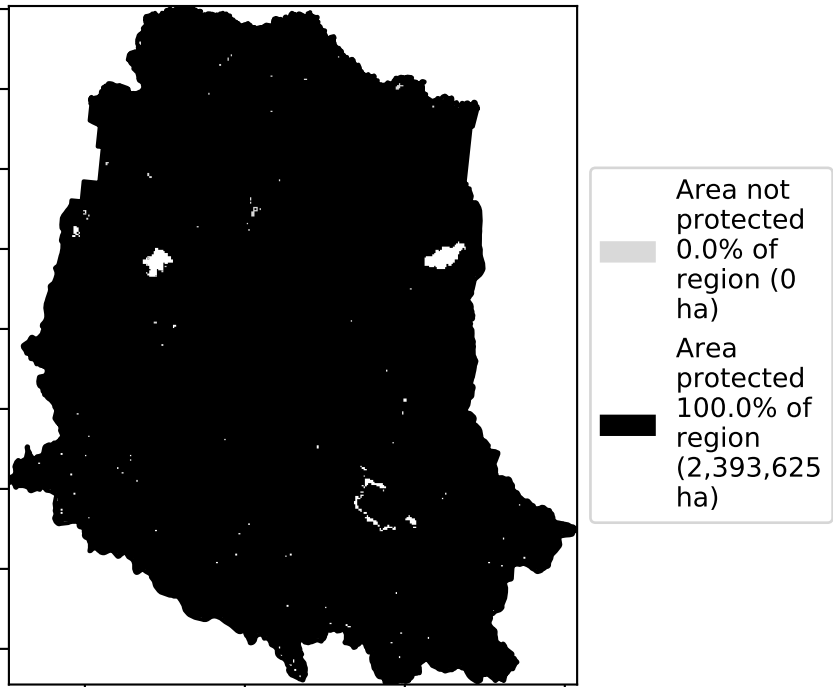 Area not
protected
0.0% of
region (0
ha)
Area
protected
100.0% of
region
(2,393,625
ha)